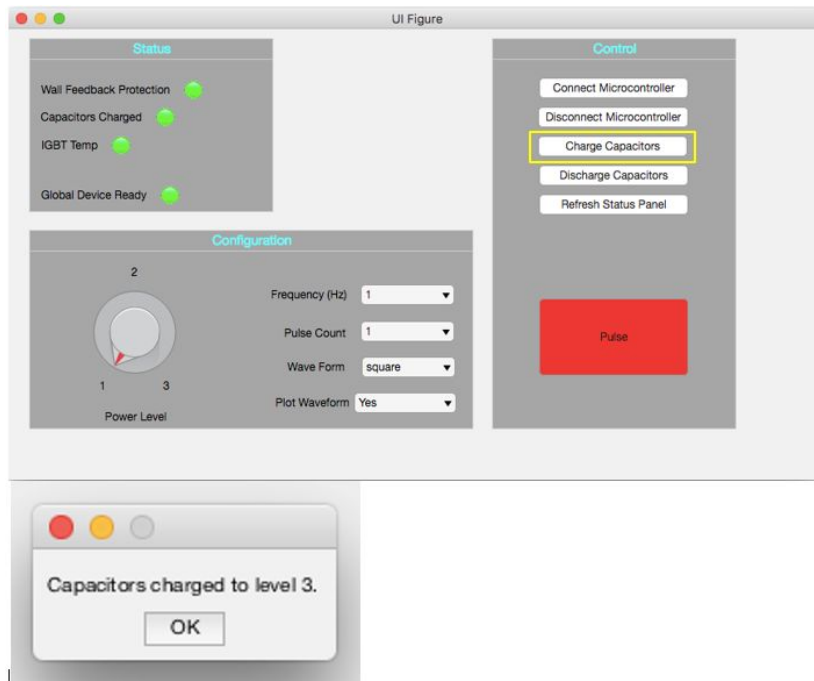 UI Figure
Status
Wall Feedback Protection
Capacitors Charged
IGBT Temp
Global Device Ready
Control
Connect Microcontroller
Disconnect Microcontroller
Charge Capacitors
Discharge Capacitors
Refresh Status Panel
Pulse
Configuration
2
1 3
Power Level
Frequency (Hz) 1
Pulse Count 1
Wave Form square
Plot Waveform Yes
Capacitors charged to level 3.
OK